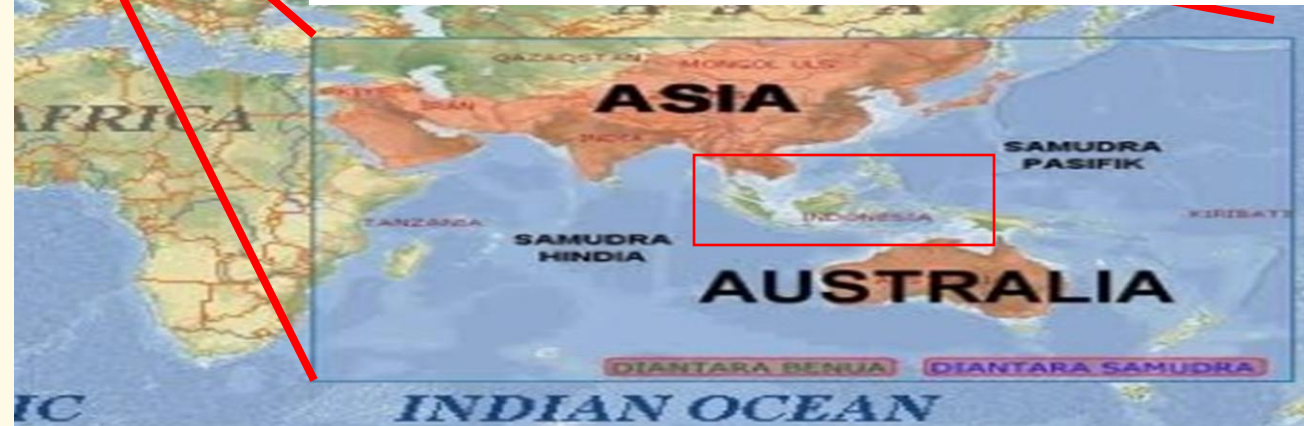 ASIA
QAZAQSTAN
MONGOL ULS
ASIA
IRAN
AFRICA
INDIA
SAMUDRA
PASIFIK
INDONESIA
KIRIBATI
TANZANIA
SAMUDRA
HINDIA
AUSTRALIA
DIANTARA BENUA
DIANTARA SAMUDRA
IC
INDIAN OCEAN